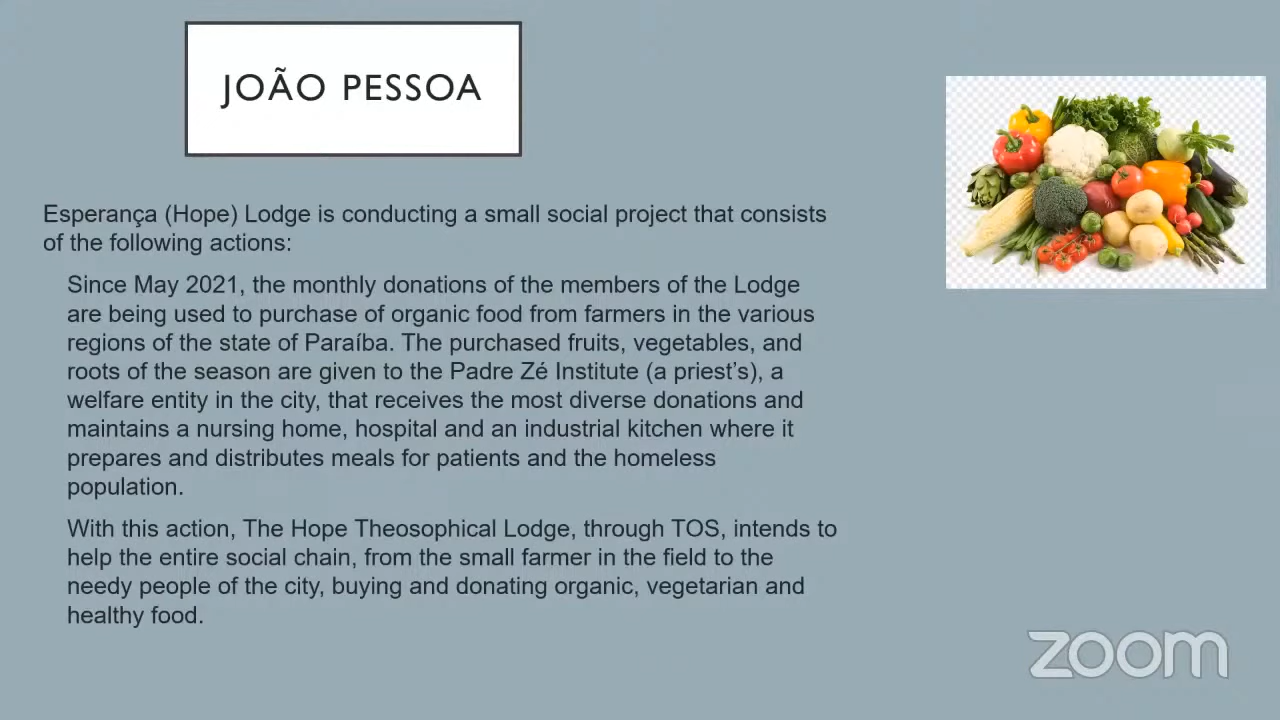 JOÃO PESSOA
Esperança (Hope) Lodge is conducting a small social project that consists
of the following actions:
Since May 2021, the monthly donations of the members of the Lodge
are being used to purchase of organic food from farmers in the various
regions of the state of Paraíba. The purchased fruits, vegetables, and
roots of the season are given to the Padre Zé Institute (a priest’s), a
welfare entity in the city, that receives the most diverse donations and
maintains a nursing home, hospital and an industrial kitchen where it
prepares and distributes meals for patients and the homeless
population.
With this action, The Hope Theosophical Lodge, through TOS, intends to
help the entire social chain, from the small farmer in the field to the
needy people of the city, buying and donating organic, vegetarian and
healthy food.
zoom